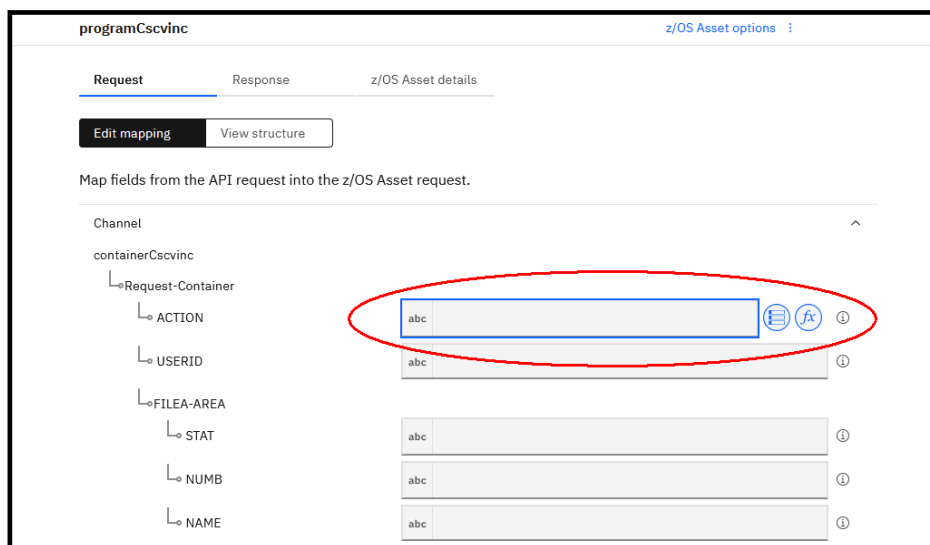 programCscvinc
z/OS Asset options
Request Response z/OS Asset details
Edit mapping View structure
Map fields from the API request into the z/OS Asset request.
Channel
containerCscvinc
Request-Container
ACTION abc fx
USERID abc
FILEA-AREA
STAT abc
NUMB abc
NAME abc